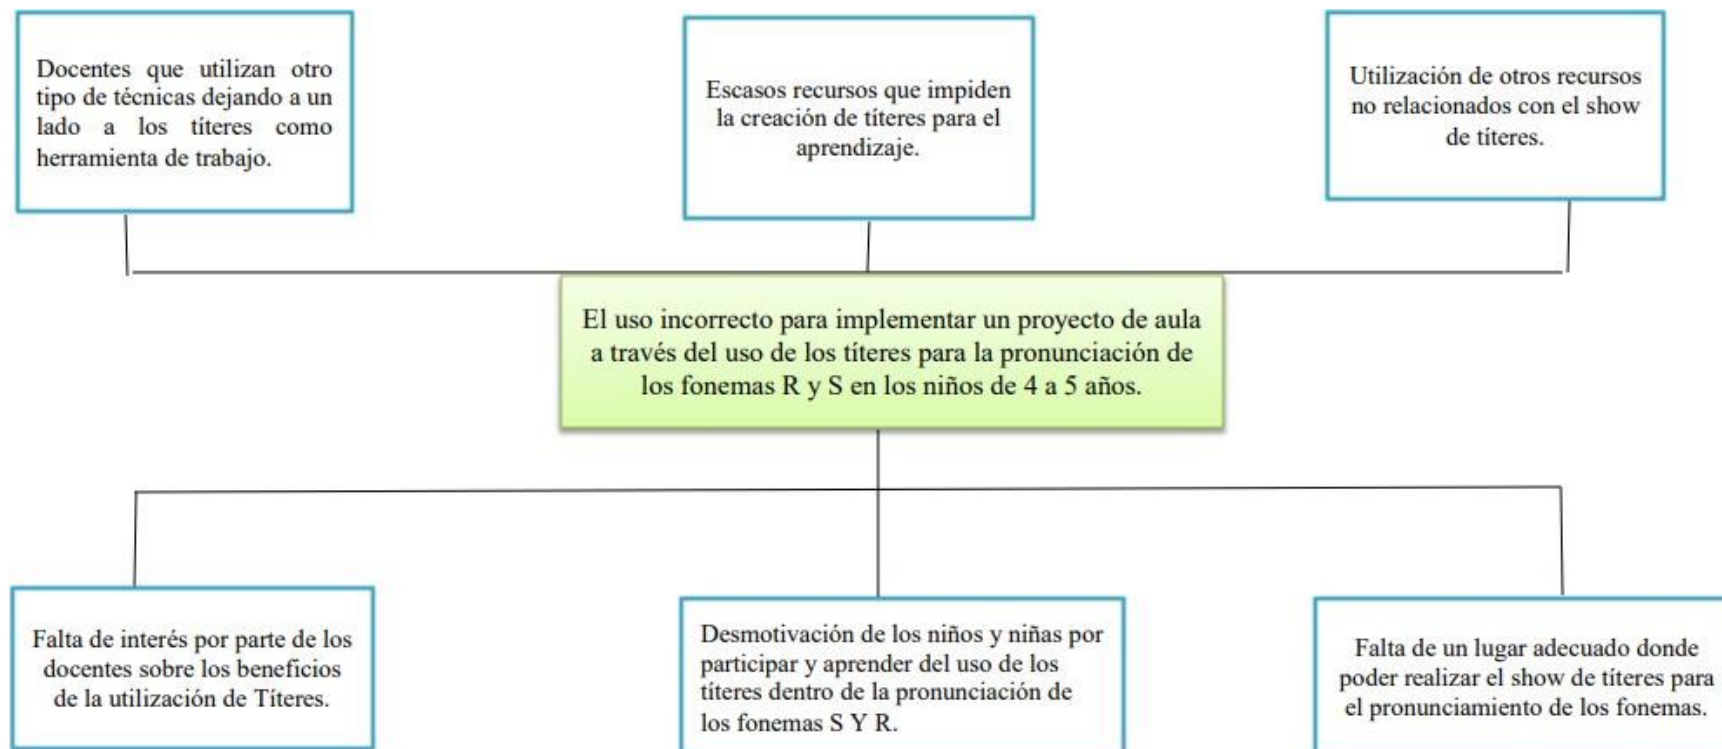 Docentes que utilizan otro
tipo de técnicas dejando a un
lado a los títeres como
herramienta de trabajo.
Escasos recursos que impiden
la creación de títeres para el
aprendizaje.
Utilización de otros recursos
no relacionados con el show
de títeres.
El uso incorrecto para implementar un proyecto de aula
a través del uso de los títeres para la pronunciación de
los fonemas R y S en los niños de 4 a 5 años.
Falta de interés por parte de los
docentes sobre los beneficios
de la utilización de Títeres.
Desmotivación de los niños y niñas por
participar y aprender del uso de los
títeres dentro de la pronunciación de
los fonemas S Y R.
Falta de un lugar adecuado donde
poder realizar el show de títeres para
el pronunciamiento de los fonemas.